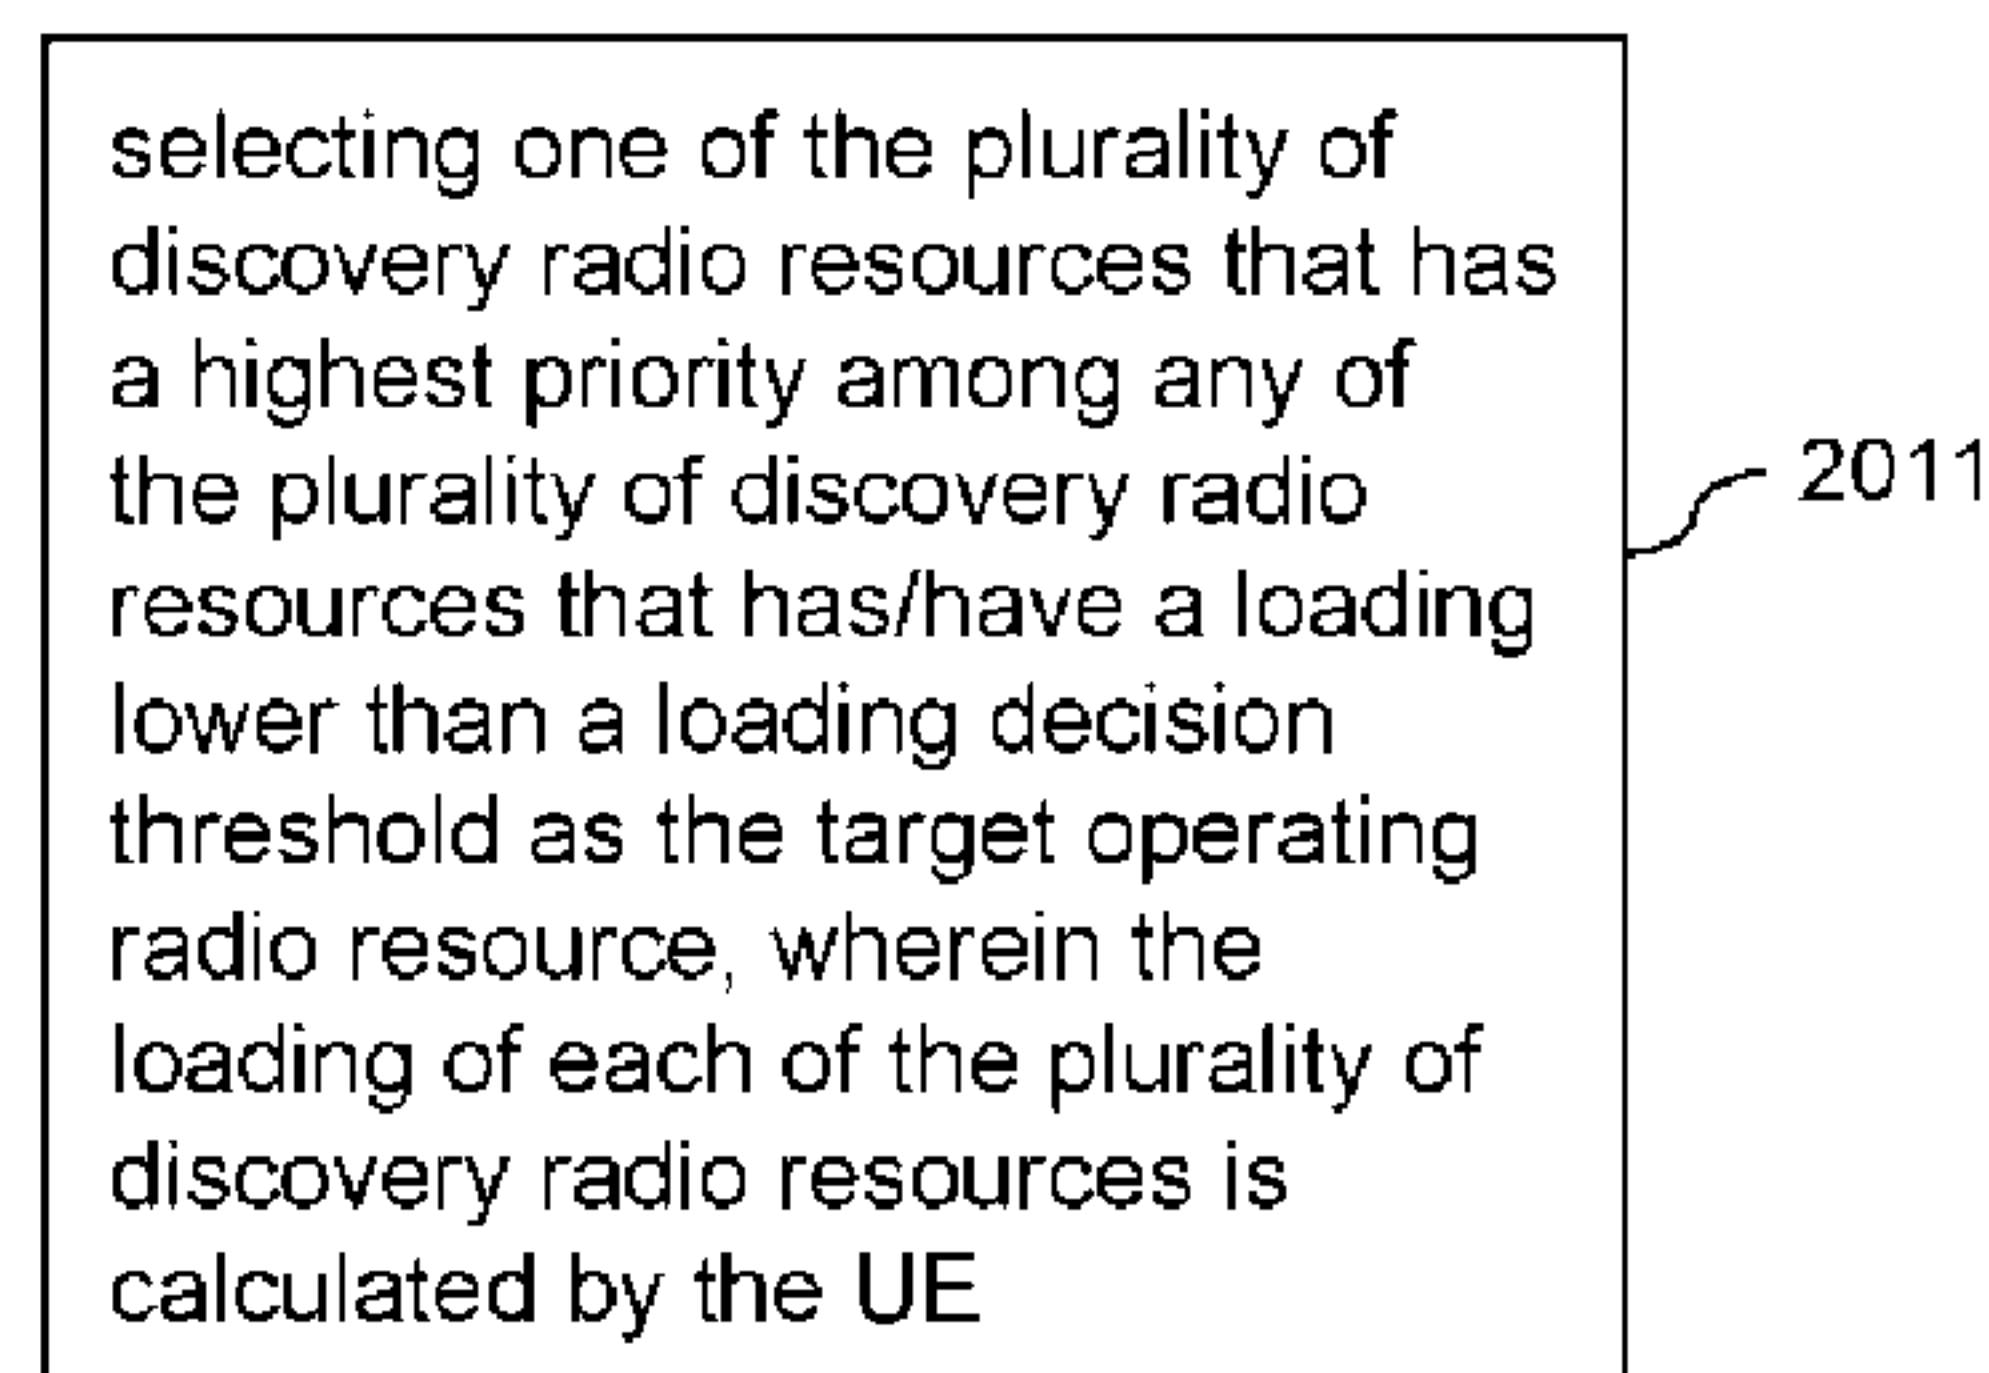 selecting one of the plurality of
discovery radio resources that has
a highest priority among any of
the plurality of discovery radio
resources that has/have a loading
lower than a loading decision
threshold as the target operating
radio resource, wherein the
loading of each of the plurality of
discovery radio resources is
calculated by the UE
2011